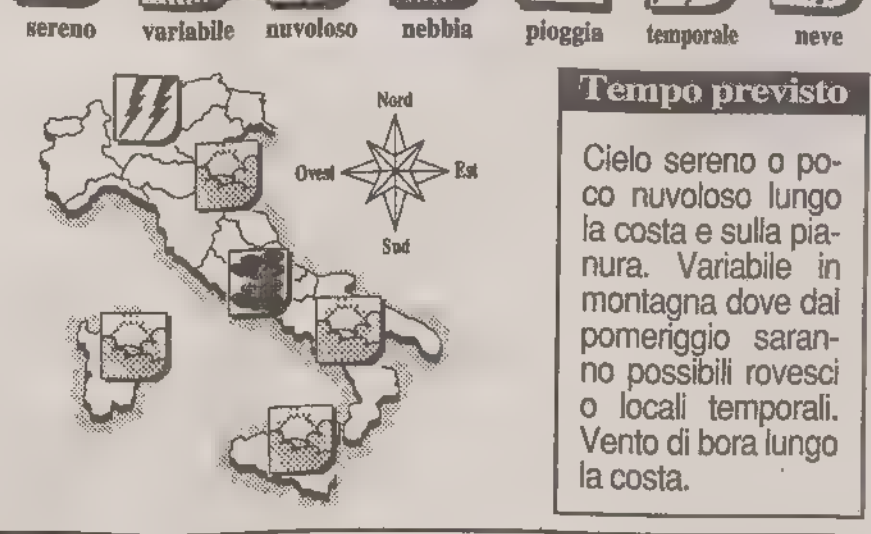 sereno variabile nuvoloso nebbia pioggia temporale neve
Nord
Ovest Est
Sud
Tempo previsto
Cielo sereno o po-
co nuvoloso lungo
la costa e sulla pia-
nura. Variabile in
montagna dove dal
pomeriggio saran-
no possibili rovesci
o locali temporali.
Vento di bora lungo
la costa.